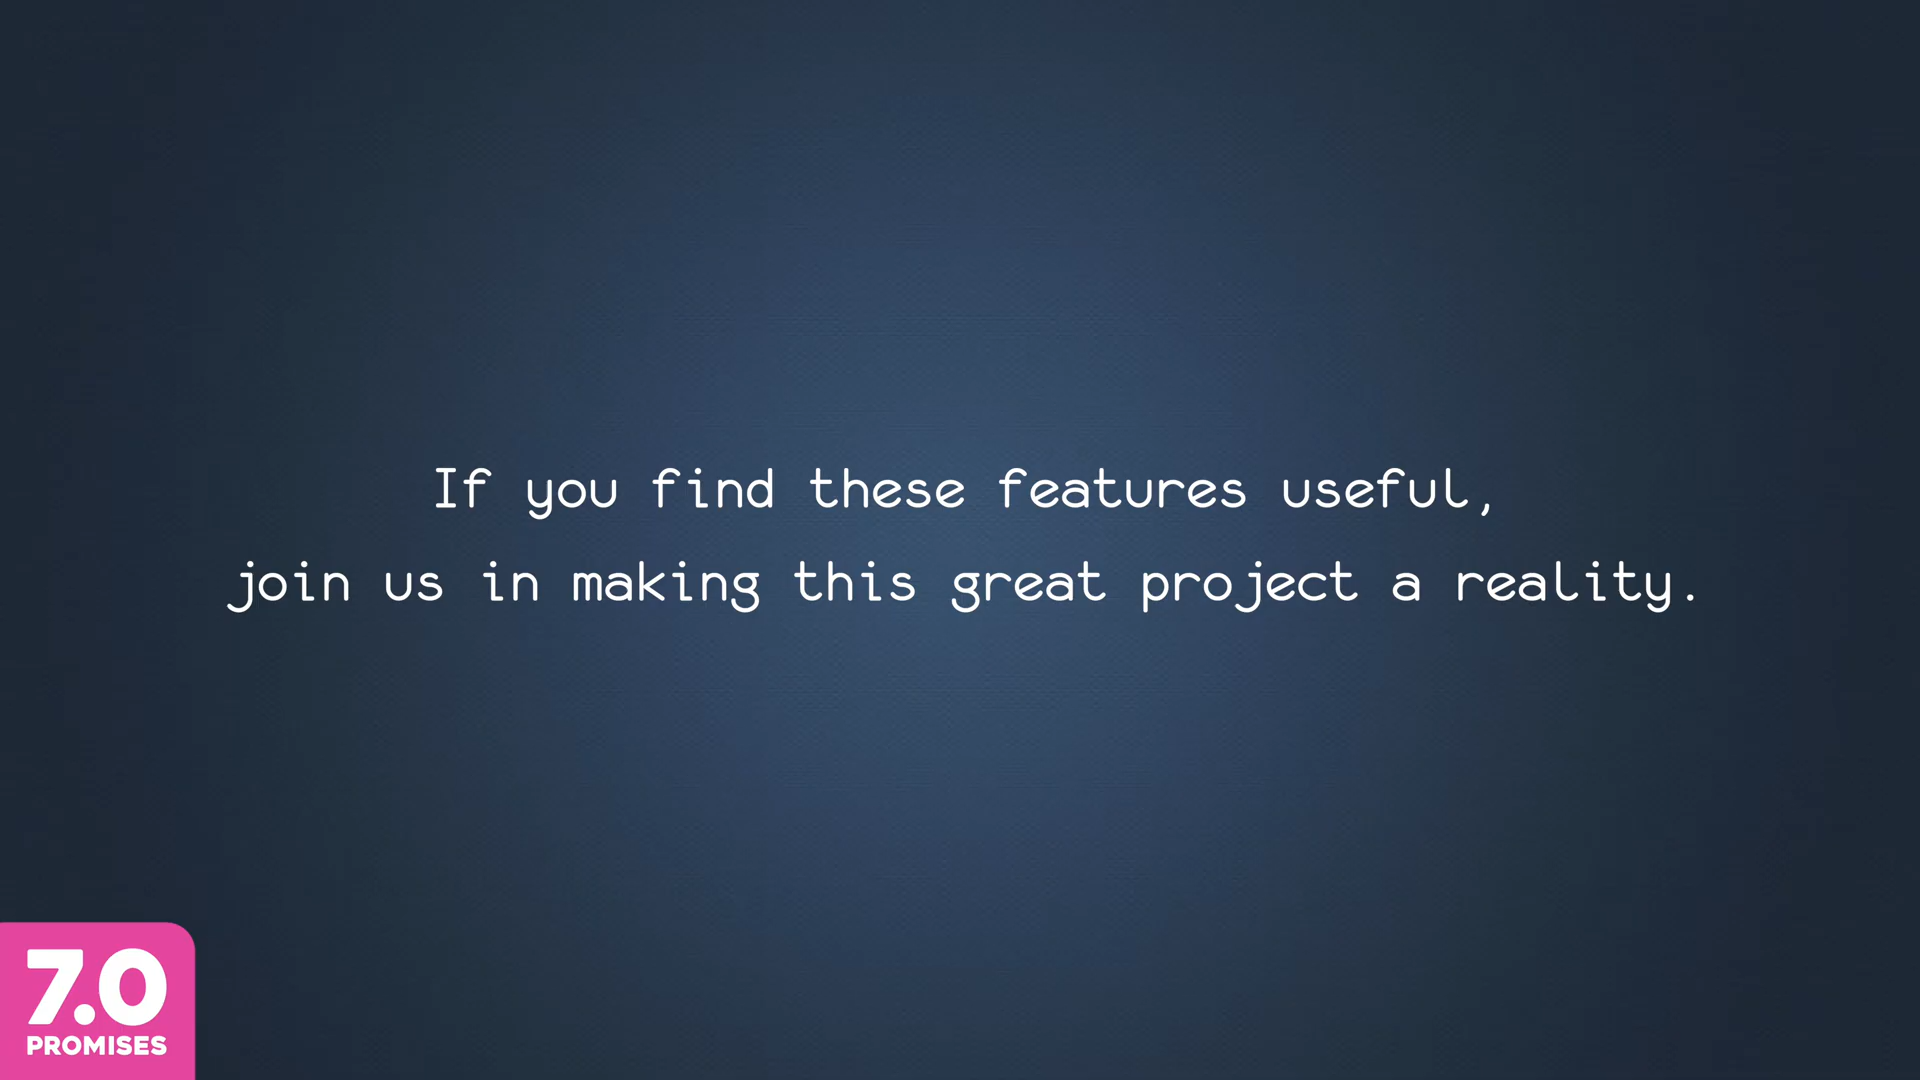 If you find these features useful,
join us in making this great project a reality.
7.0
PROMISES